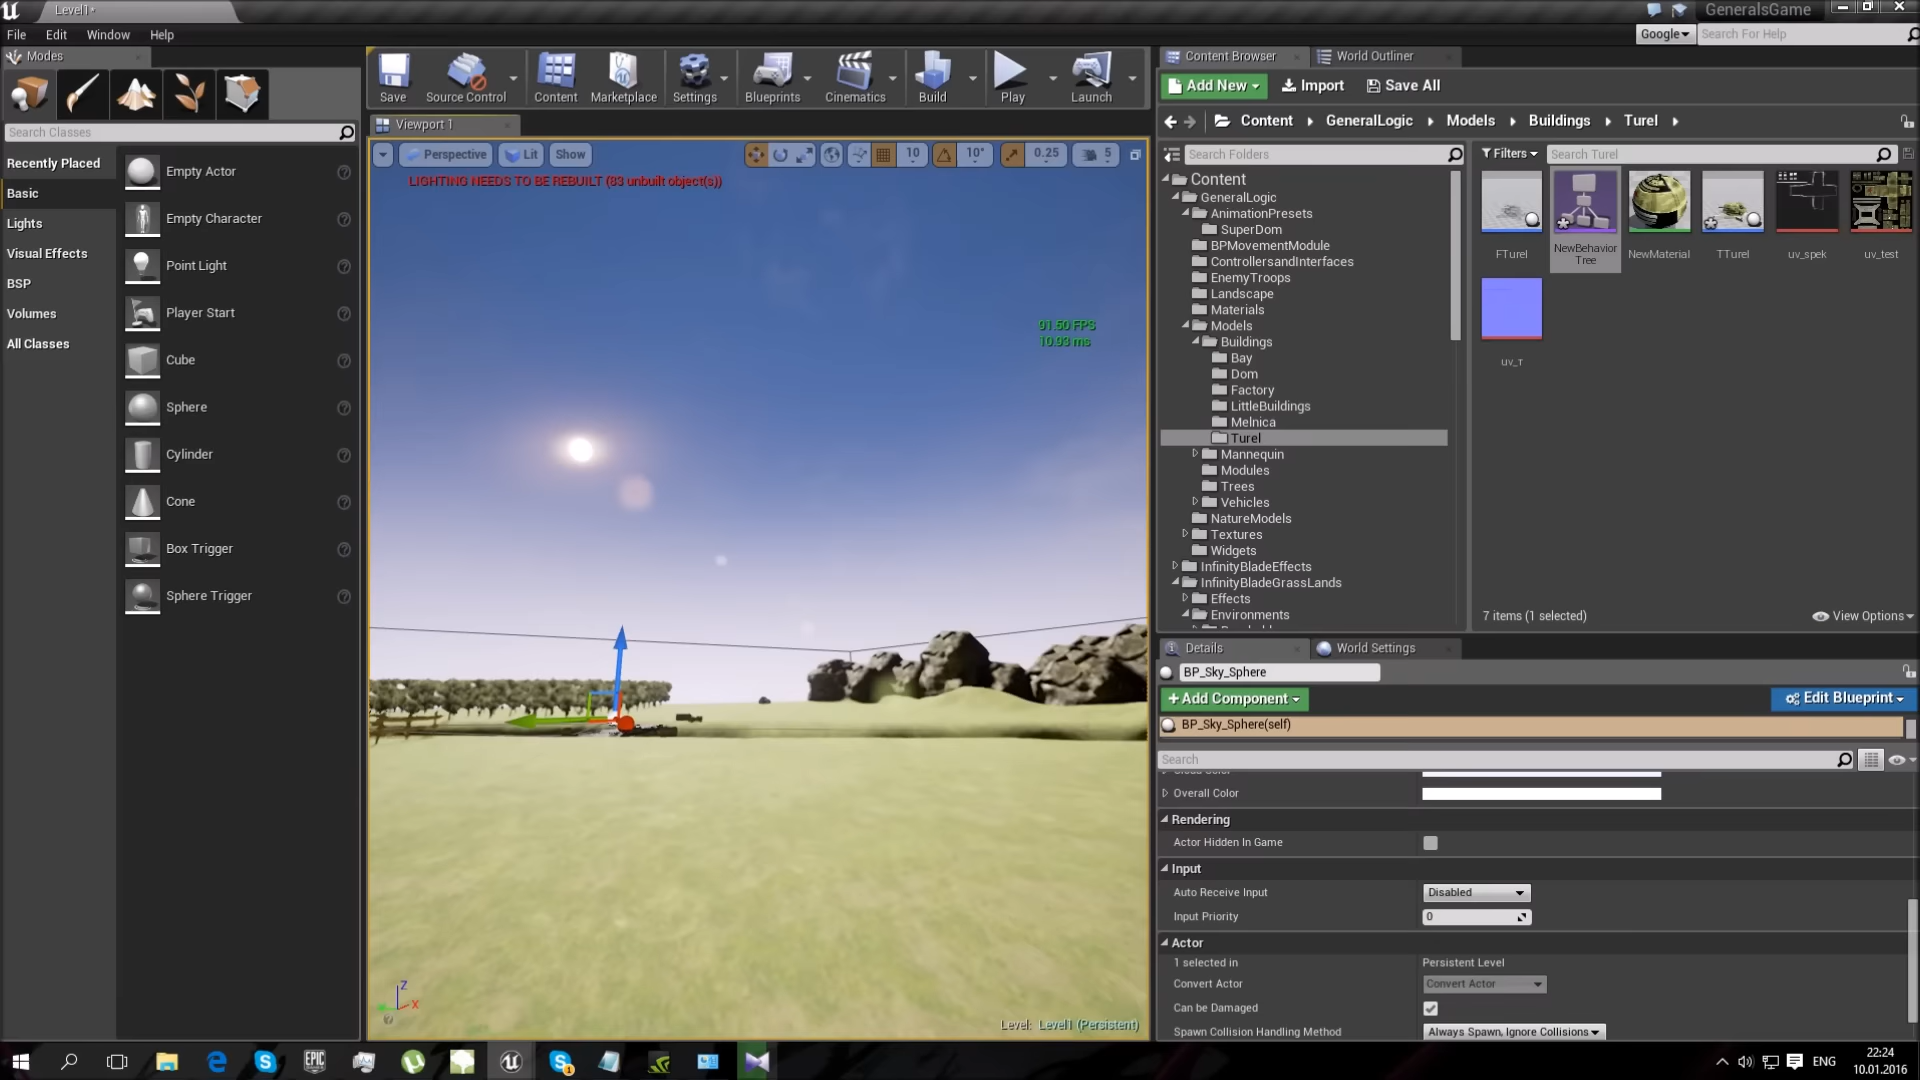 Level1*
GeneralsGame
File Edit Window Help
Google
Search For Help
Modes
Search Classes
Recently Placed
Basic
Lights
Visual Effects
BSP
Volumes
All Classes
Empty Actor
Empty Character
Point Light
Player Start
Cube
Sphere
Cylinder
Cone
Box Trigger
Sphere Trigger
Save
Source Control
Content
Marketplace
Settings
Blueprints
Cinematics
Build
Play
Launch
Viewport 1
Perspective
Lit
Show
10
10°
0.25
5
LIGHTING NEEDS TO BE REBUILT (83 unbuilt object(s))
91.50 FPS
10.93 ms
Z
X
Level: Level1 (Persistent)
Content Browser
World Outliner
Add New
Import
Save All
Content
GeneralLogic
Models
Buildings
Turel
Search Folders
Content
GeneralLogic
AnimationPresets
SuperDom
BPMovementModule
ControllersandInterfaces
EnemyTroops
Landscape
Materials
Models
Buildings
Bay
Dom
Factory
LittleBuildings
Melnica
Turel
Mannequin
Modules
Trees
Vehicles
NatureModels
Textures
Widgets
InfinityBladeEffects
InfinityBladeGrassLands
Effects
Environments
Filters
Search Turel
FTurel
NewBehavior
Tree
NewMaterial
TTurel
uv_spek
uv_test
uv_т
7 items (1 selected)
View Options
Details
World Settings
BP_Sky_Sphere
+Add Component
Edit Blueprint
BP_Sky_Sphere(self)
Search
Overall Color
Rendering
Actor Hidden In Game
Input
Auto Receive Input
Disabled
Input Priority
0
Actor
1 selected in
Persistent Level
Convert Actor
Convert Actor
Can be Damaged
Spawn Collision Handling Method
Always Spawn, Ignore Collisions
EPIC
1
ENG
22:24
10.01.2016